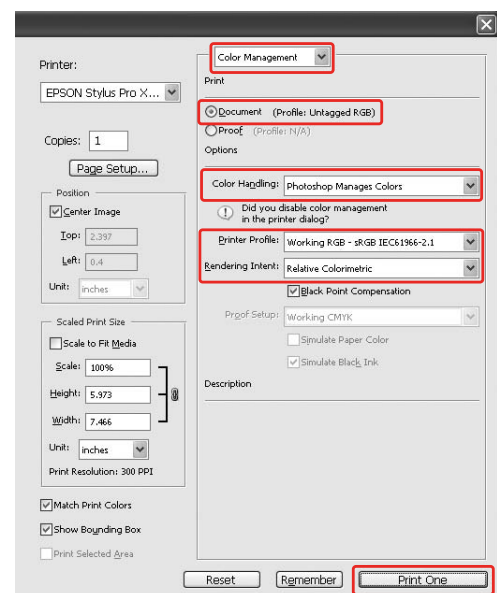 Printer:
EPSON Stylus Pro X...
Copies: 1
Page Setup...
Position
Center Image
Top: 2.397
Left: 0.4
Unit: inches
Scaled Print Size
Scale to Fit Media
Scale: 100%
Height: 5.973
Width: 7.466
Unit: inches
Print Resolution: 300 PPI
Match Print Colors
Show Bounding Box
Print Selected Area
Color Management
Print
Document (Profile: Untagged RGB)
Proof (Profile: N/A)
Options
Color Handling: Photoshop Manages Colors
Did you disable color management
in the printer dialog?
Printer Profile: Working RGB - sRGB IEC61966-2.1
Rendering Intent: Relative Colorimetric
Black Point Compensation
Proof Setup: Working CMYK
Simulate Paper Color
Simulate Black Ink
Description
Reset Remember Print One